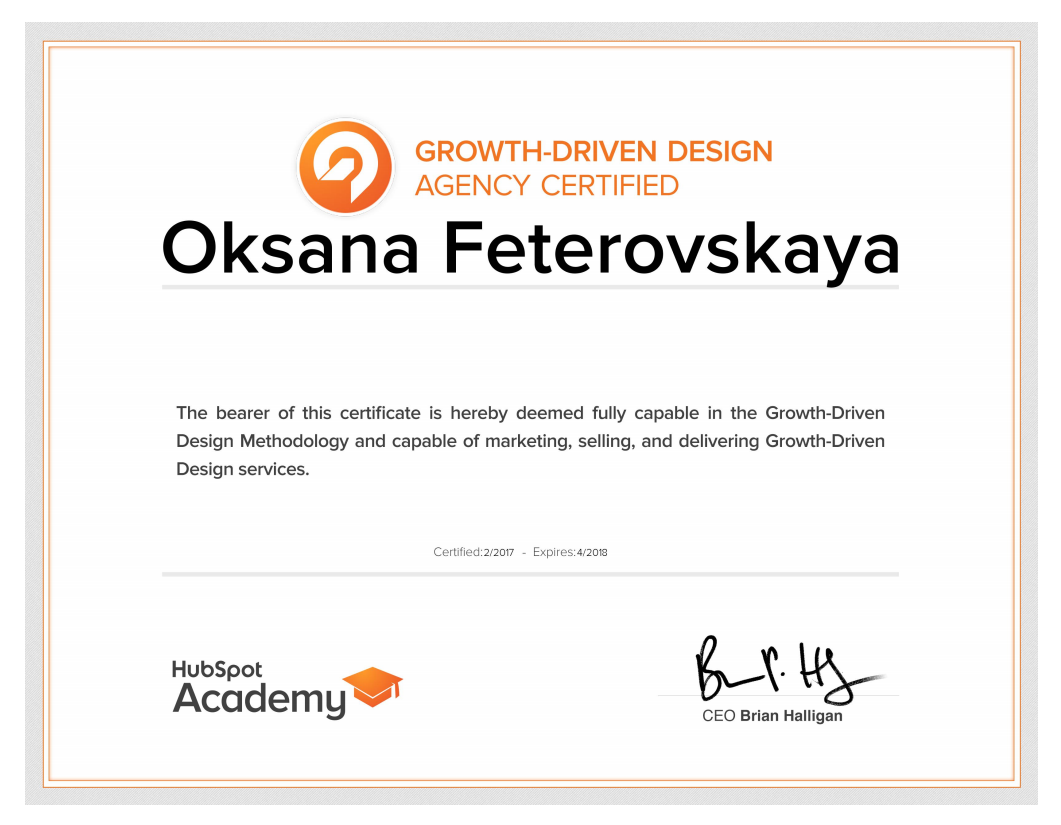 GROWTH-DRIVEN DESIGN
AGENCY CERTIFIED
Oksana Feterovskaya
The bearer of this certificate is hereby deemed fully capable in the Growth-Driven
Design Methodology and capable of marketing, selling, and delivering Growth-Driven
Design services.
Certified:2/2017 - Expires:4/2018
HubSpot
Academy
CEO Brian Halligan